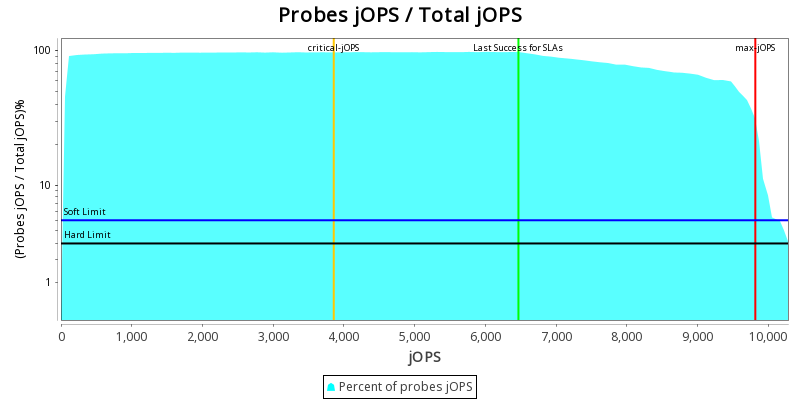 Probes jOPS / Total jOPS
(Probes jOPS / Total jOPS)%
100
10
1
critical-jOPS
Last Success for SLAs
max-jOPS
Soft Limit
Hard Limit
0
1,000
2,000
3,000
4,000
5,000
6,000
7,000
8,000
9,000
10,000
jOPS
Percent of probes jOPS